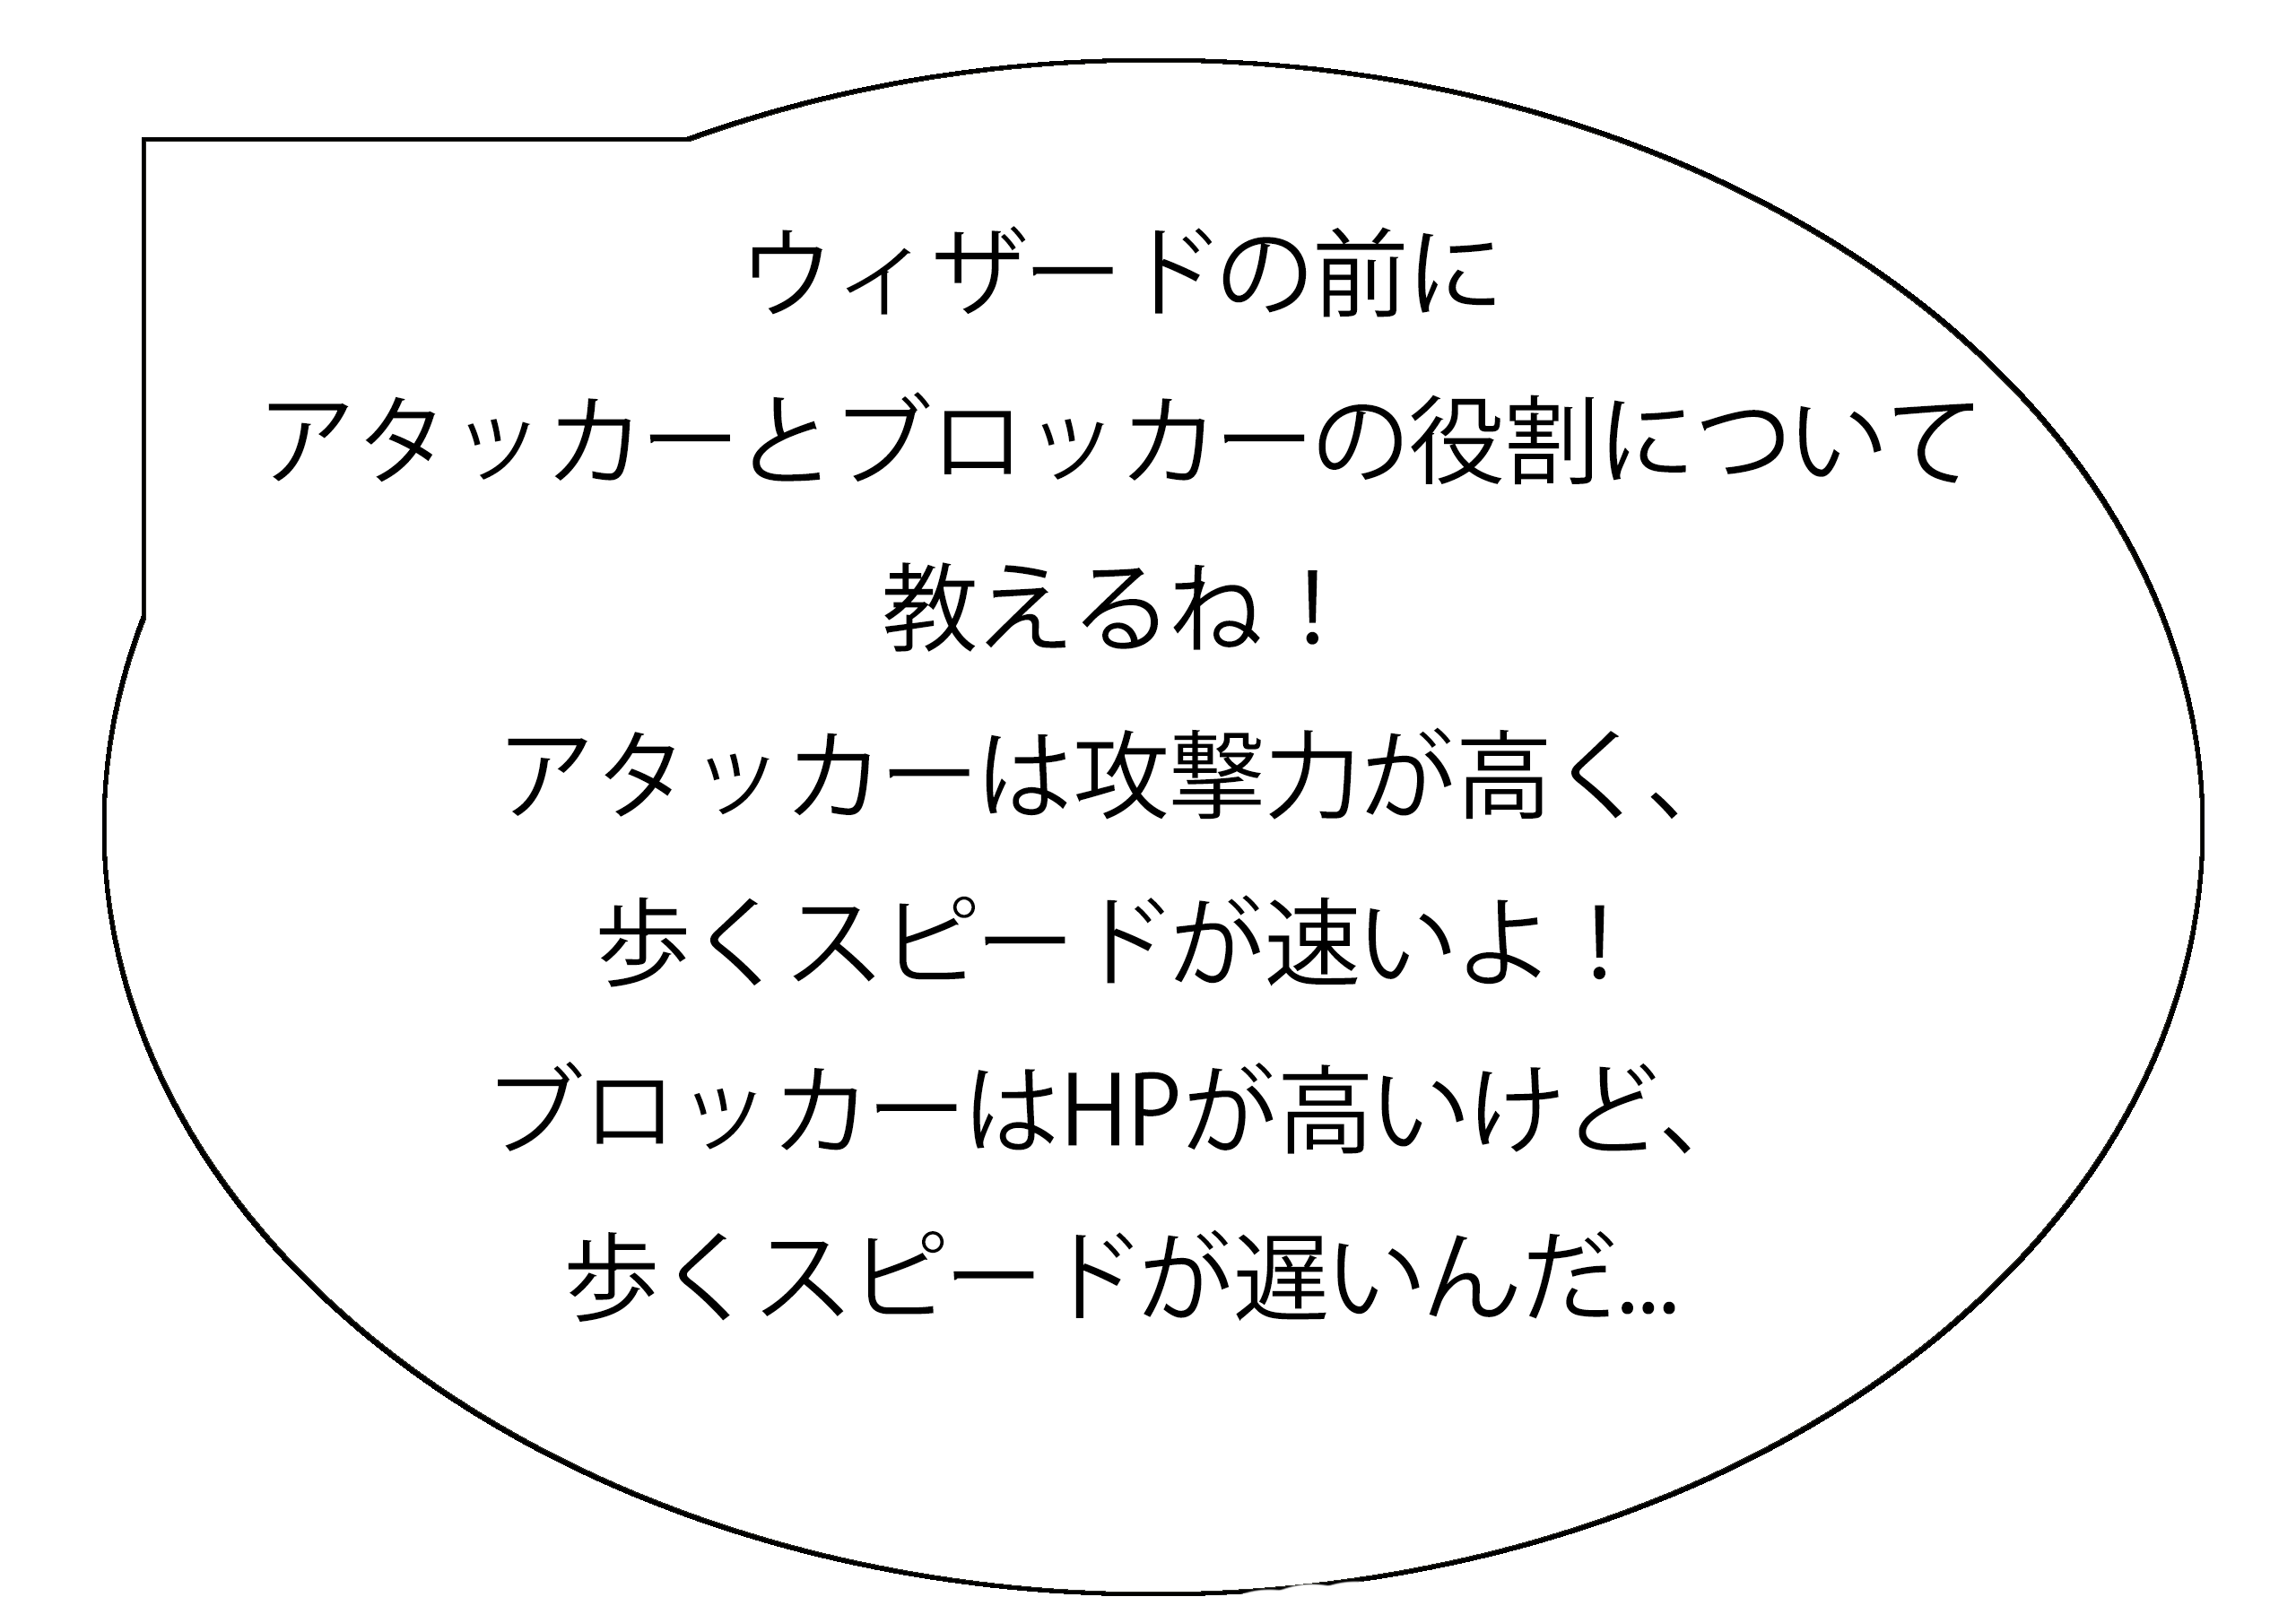 ウィザードの前に
アタッカーとブロッカーの役割について
教えるね！
アタッカーは攻撃力が高く、
歩くスピードが速いよ！
ブロッカーはHPが高いけど、
歩くスピードが遅いんだ...